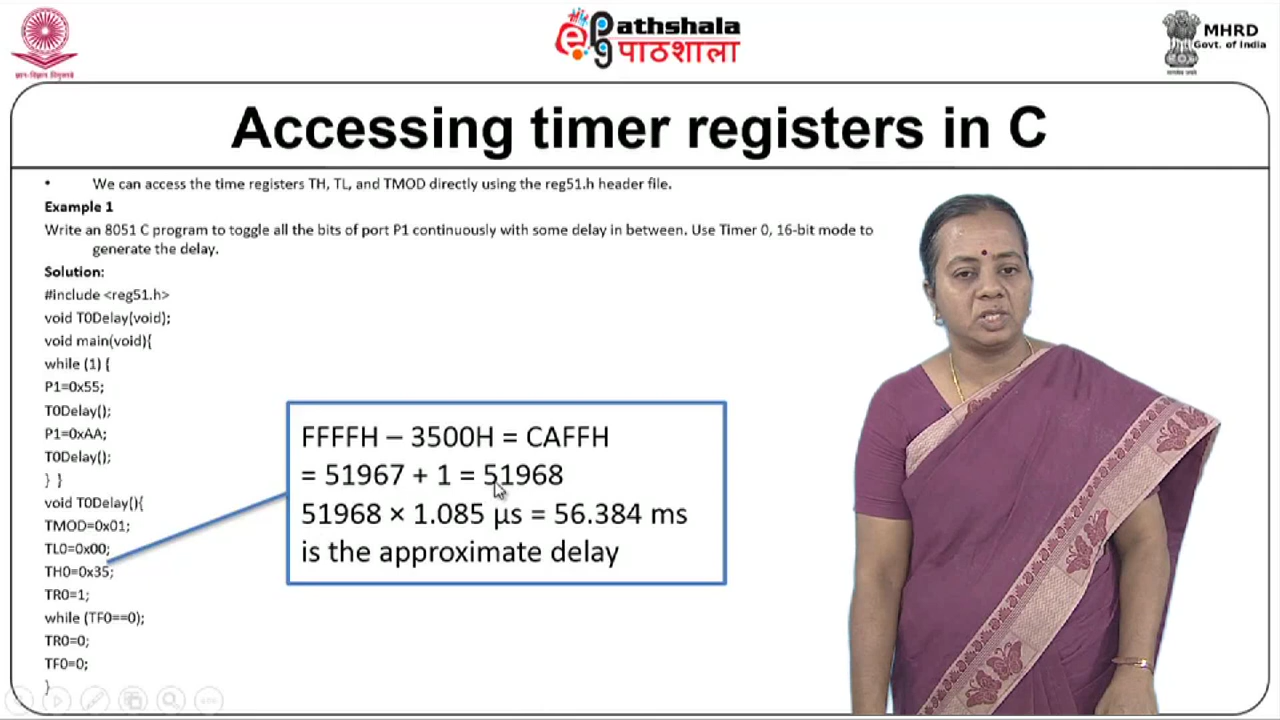 ePGpathshala
पाठशाला
MHRD
Govt. of India
ज्ञान-विज्ञान विमुक्तये
सत्यमेव जयते
Accessing timer registers in C
• We can access the time registers TH, TL, and TMOD directly using the reg51.h header file.
Example 1
Write an 8051 C program to toggle all the bits of port P1 continuously with some delay in between. Use Timer 0, 16-bit mode to
generate the delay.
Solution:
#include <reg51.h>
void T0Delay(void);
void main(void){
while (1) {
P1=0x55;
T0Delay();
P1=0xAA;
T0Delay();
} }
void T0Delay(){
TMOD=0x01;
TL0=0x00;
TH0=0x35;
TR0=1;
while (TF0==0);
TR0=0;
TF0=0;
}
FFFFH – 3500H = CAFFH
= 51967 + 1 = 51968
51968 × 1.085 μs = 56.384 ms
is the approximate delay